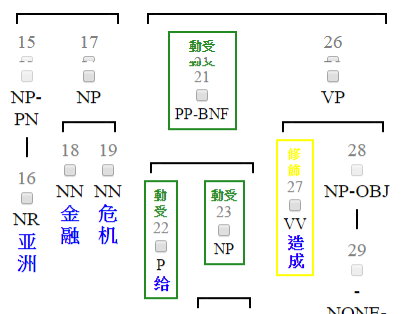 15
17
動受
26
21
NP-PN
NP
PP-BNF
VP
18
19
修飾
28
16
NN
NN
動受
動受
27
NP-OBJ
NR
金融
危机
22
23
VV
亚洲
P
NP
造成
29
给
-NONE-